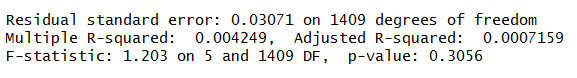 Residual standard error: 0.03071 on 1409 degrees of freedom
Multiple R-squared:  0.004249,  Adjusted R-squared:  0.0007159
F-statistic: 1.203 on 5 and 1409 DF,  p-value: 0.3056